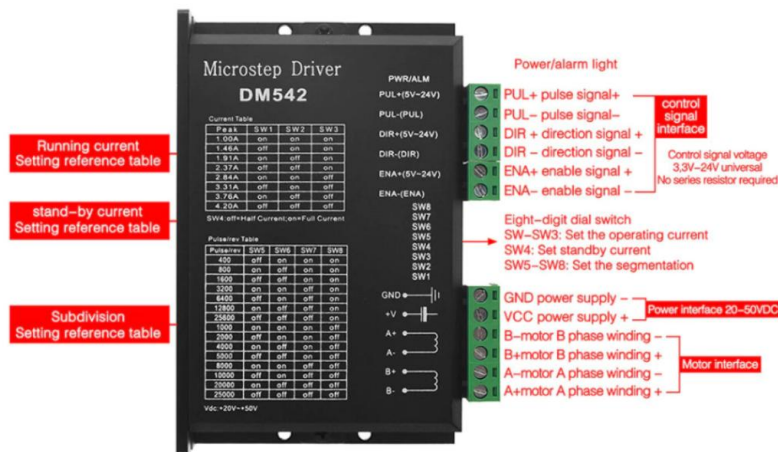 Microstep Driver
DM542
Current Table
Peak SW1 SW2 SW3
1.00A on on on
1.46A off on on
1.91A on off on
2.37A off off on
2.84A on on off
3.31A off on off
3.76A on off off
4.20A off off off
SW4:off=Half Current;on=Full Current
Pulse/rev Table
Pulse/rev SW5 SW6 SW7 SW8
400 off on on on
800 on off on on
1600 off off on on
3200 on on off on
6400 off on off on
12800 on off off on
25600 off off off on
1000 on on on off
2000 off on on off
4000 on off on off
5000 off off on off
8000 on on off off
10000 off on off off
20000 on off off off
25000 off off off off
Vdc:+20V~+50V
PWR/ALM
PUL+(5V~24V)
PUL-(PUL)
DIR+(5V~24V)
DIR-(DIR)
ENA+(5V~24V)
ENA-(ENA)
SW8
SW7
SW6
SW5
SW4
SW3
SW2
SW1
GND
+V
A+
A-
B+
B-
Running current
Setting reference table
stand-by current
Setting reference table
Subdivision
Setting reference table
Power/alarm light
PUL+ pulse signal+
PUL- pulse signal-
DIR + direction signal +
DIR - direction signal -
ENA+ enable signal +
ENA- enable signal -
control
signal
interface
Control signal voltage
3,3V-24V universal
No series resistor required
Eight-digit dial switch
SW-SW3: Set the operating current
SW4: Set standby current
SW5-SW8: Set the segmentation
GND power supply -
VCC power supply +
Power interface 20-50VDC
B-motor B phase winding -
B+motor B phase winding +
A-motor A phase winding -
A+motor A phase winding +
Motor interface